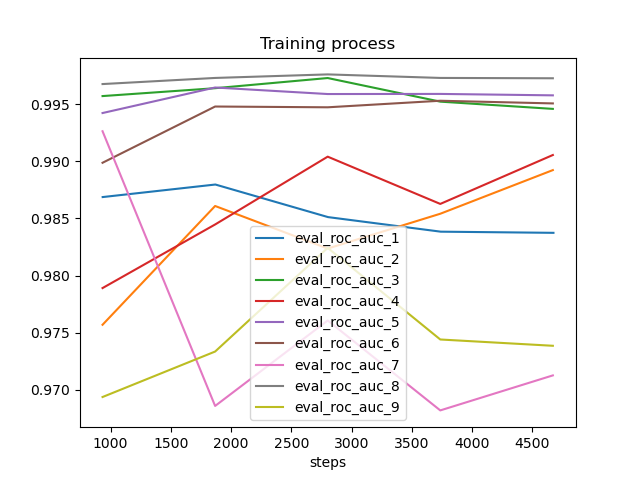 Training process
0.995
0.990
0.985
0.980
0.975
0.970
eval_roc_auc_1
eval_roc_auc_2
eval_roc_auc_3
eval_roc_auc_4
eval_roc_auc_5
eval_roc_auc_6
eval_roc_auc_7
eval_roc_auc_8
eval_roc_auc_9
1000 1500 2000 2500 3000 3500 4000 4500
steps